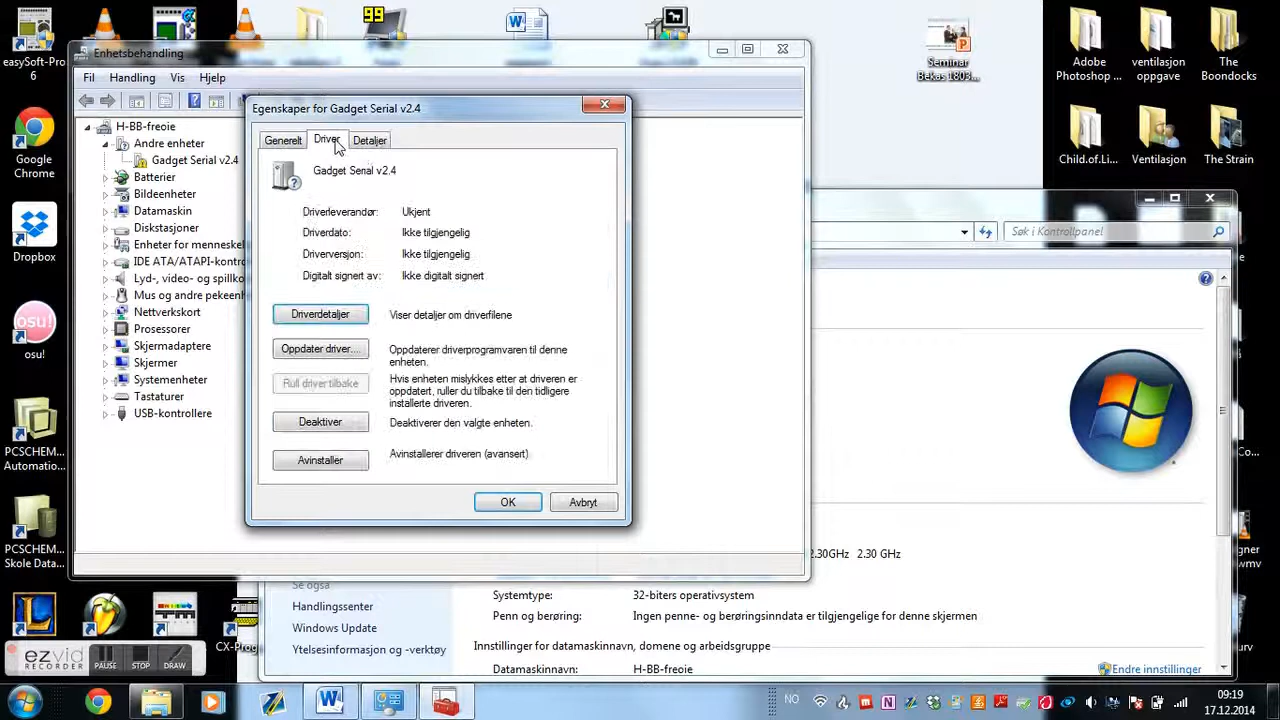 easySoft-Pro
6
99
Seminar
Bekas 1803...
Adobe
Photoshop ...
ventilasjon
oppgave
The
Boondocks
Google
Chrome
Child.of.Li...
Ventilasjon
The Strain
Dropbox
osu!
osu!
PCSCHEM...
Automatio...
PCSCHEM...
Skole Data...
Enhetsbehandling
Fil Handling Vis Hjelp
H-BB-freoie
Andre enheter
Gadget Serial v2.4
Batterier
Bildeenheter
Datamaskin
Diskstasjoner
Enheter for menneskel
IDE ATA/ATAPI-kontro
Lyd-, video- og spillko
Mus og andre pekeenh
Nettverkskort
Prosessorer
Skjermadaptere
Skjermer
Systemenheter
Tastaturer
USB-kontrollere
Egenskaper for Gadget Serial v2.4
Generelt Driver Detaljer
Gadget Serial v2.4
Driverleverandør: Ukjent
Driverdato: Ikke tilgjengelig
Driverversjon: Ikke tilgjengelig
Digitalt signert av: Ikke digitalt signert
Driverdetaljer Viser detaljer om driverfilene
Oppdater driver.... Oppdaterer driverprogramvaren til denne
enheten.
Rull driver tilbake Hvis enheten mislykkes etter at driveren er
oppdatert, ruller du tilbake til den tidligere
installerte driveren.
Deaktiver Deaktiverer den valgte enheten.
Avinstaller Avinstallerer driveren (avansert)
OK Avbryt
Søk i Kontrollpanel
2.30GHz 2.30 GHz
Se også
Handlingssenter
Windows Update
Ytelsesinformasjon og -verktøy
Systemtype: 32-biters operativsystem
Penn og berøring: Ingen penne- og berøringsinndata er tilgjengelige for denne skjermen
Innstillinger for datamaskinnavn, domene og arbeidsgruppe
Datamaskinnavn: H-BB-freoie
Endre innstillinger
CX-Prog
ezvid
RECORDER
PAUSE STOP DRAW
NO
09:19
17.12.2014